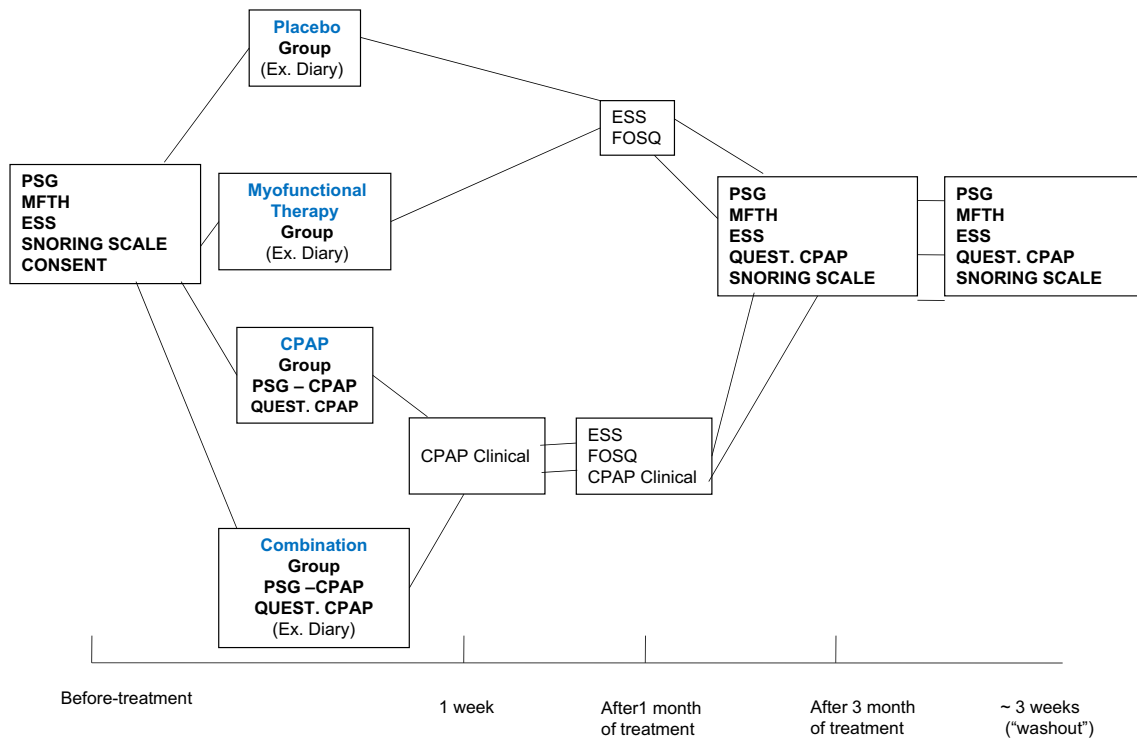 Placebo
Group
(Ex. Diary)
ESS
FOSQ
PSG
MFTH
ESS
SNORING SCALE
CONSENT
Myofunctional
Therapy
Group
(Ex. Diary)
PSG
MFTH
ESS
QUEST. CPAP
SNORING SCALE
PSG
MFTH
ESS
QUEST. CPAP
SNORING SCALE
CPAP
Group
PSG – CPAP
QUEST. CPAP
CPAP Clinical
ESS
FOSQ
CPAP Clinical
Combination
Group
PSG –CPAP
QUEST. CPAP
(Ex. Diary)
Before-treatment
1 week
After1 month
of treatment
After 3 month
of treatment
~ 3 weeks
(“washout”)